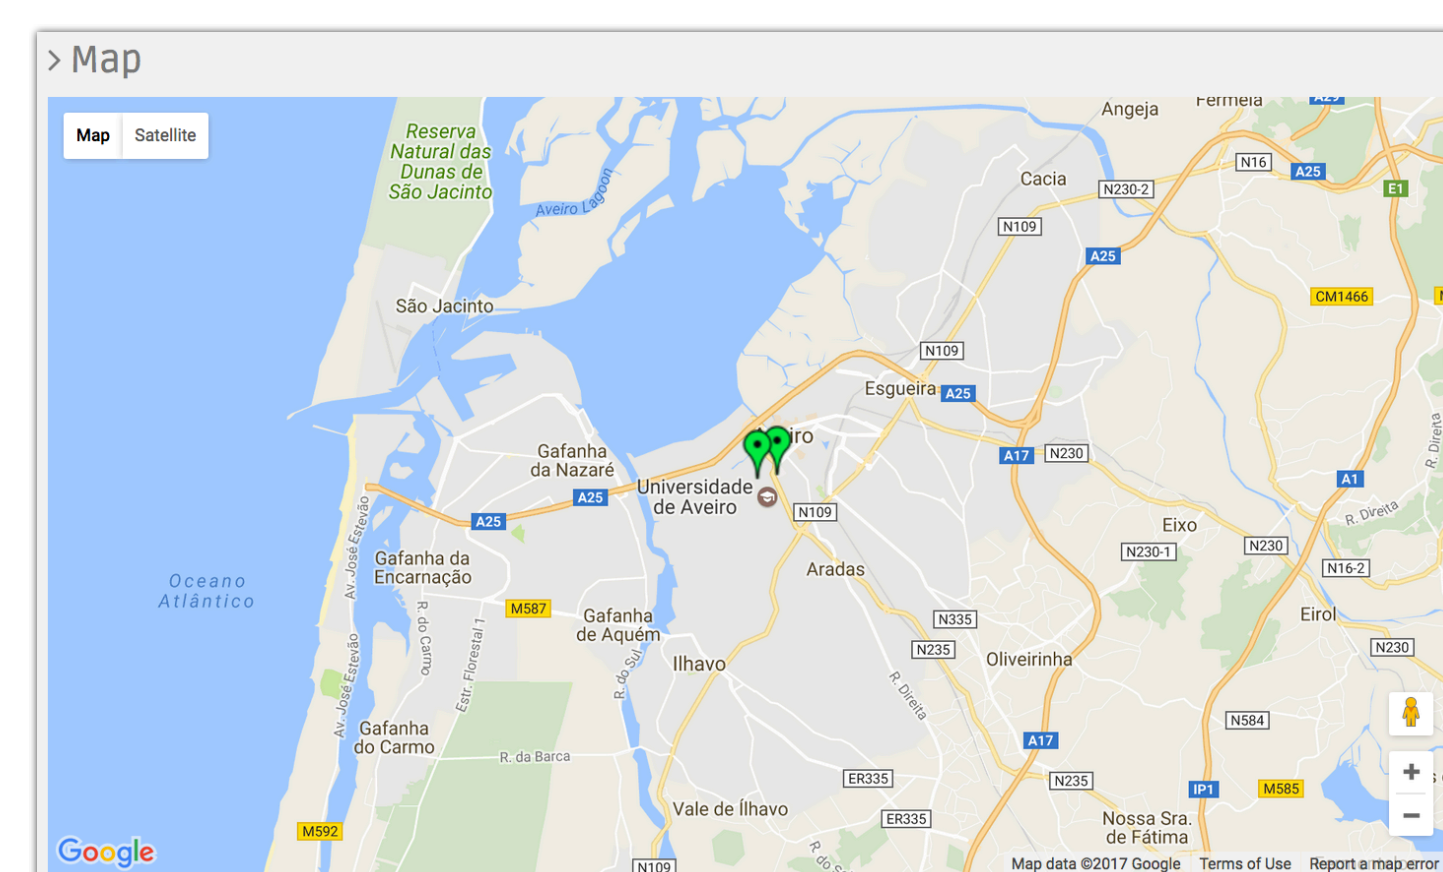 > Map
Map
Satellite
Reserva
Natural das
Dunas de
São Jacinto
Aveiro Lagoon
Angeja
Fermela
A29
N16
A25
E1
Cacia
N230-2
N109
A25
CM1466
São Jacinto
N109
Esgueira
A25
Gafanha
da Nazaré
A25
A25
Universidade
de Aveiro
N109
A17
N230
A1
R. Direita
R. Direita
Eixo
N230-1
N230
N16-2
Gafanha da
Encarnação
Av. José Estevão
Aradas
Oceano
Atlântico
M587
R. do Carmo
Estr. Florestal 1
Gafanha
de Aquém
N335
N235
Eirol
N230
Ilhavo
Oliveirinha
R. do Sul
R. Direita
Av. José Estevão
Gafanha
do Carmo
R. da Barca
A17
N584
ER335
N235
IP1
M585
Vale de Ílhavo
ER335
Nossa Sra.
de Fátima
M592
N109
Google
Map data ©2017 Google
Terms of Use
Report a map error